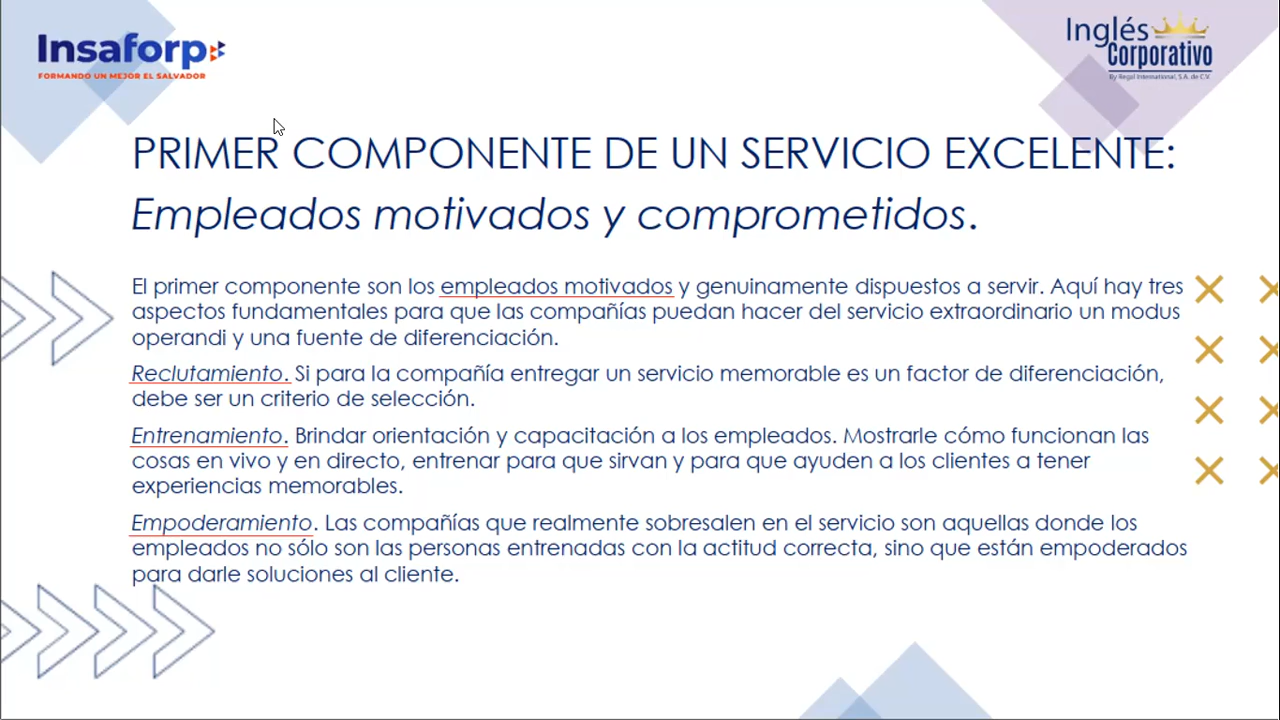 Insaforp
FORMANDO UN MEJOR EL SALVADOR
Inglés
Corporativo
By Regal International, S.A. de C.V.
PRIMER COMPONENTE DE UN SERVICIO EXCELENTE:
Empleados motivados y comprometidos.
El primer componente son los empleados motivados y genuinamente dispuestos a servir. Aquí hay tres
aspectos fundamentales para que las compañías puedan hacer del servicio extraordinario un modus
operandi y una fuente de diferenciación.
Reclutamiento. Si para la compañía entregar un servicio memorable es un factor de diferenciación,
debe ser un criterio de selección.
Entrenamiento. Brindar orientación y capacitación a los empleados. Mostrarle cómo funcionan las
cosas en vivo y en directo, entrenar para que sirvan y para que ayuden a los clientes a tener
experiencias memorables.
Empoderamiento. Las compañías que realmente sobresalen en el servicio son aquellas donde los
empleados no sólo son las personas entrenadas con la actitud correcta, sino que están empoderados
para darle soluciones al cliente.